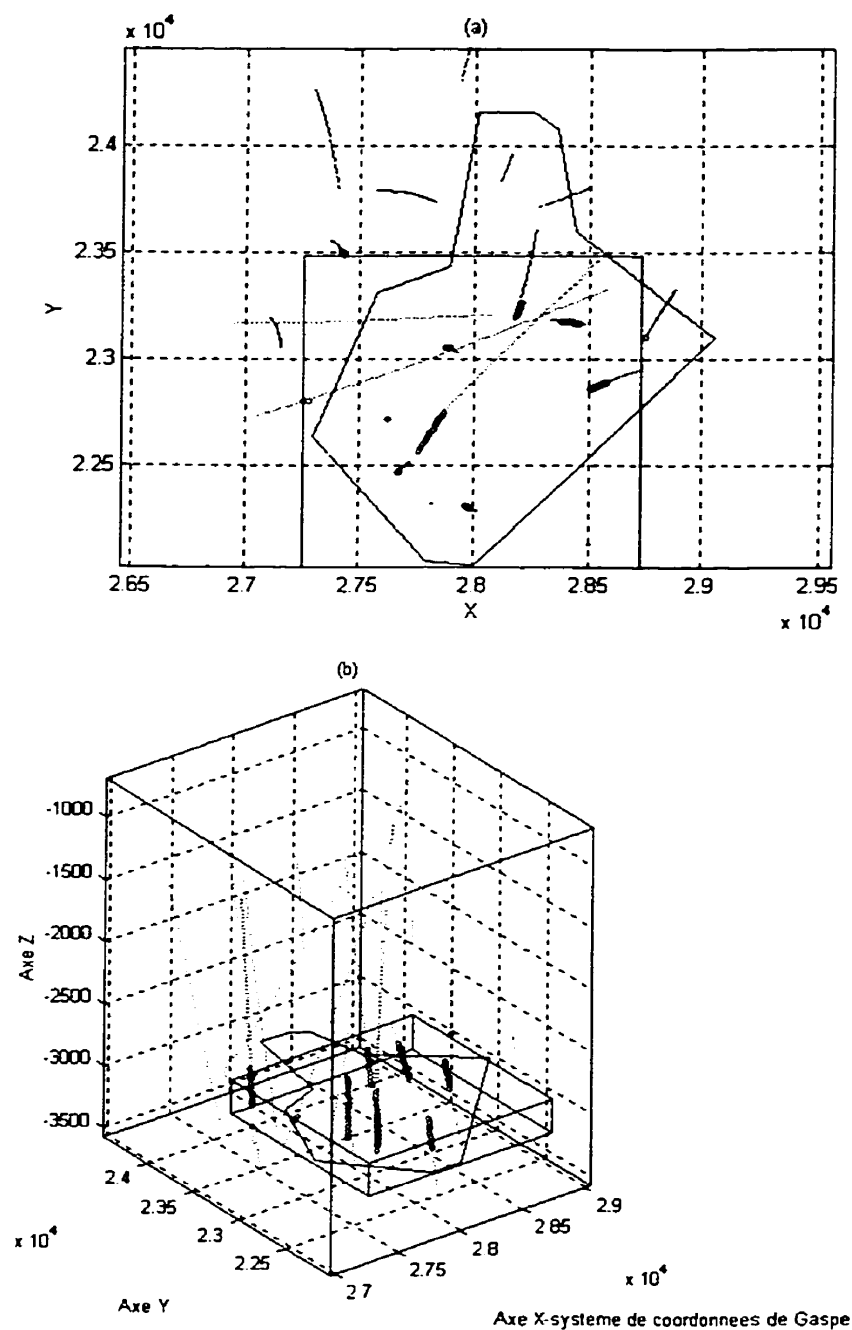 x 10^4
(a)
2.4
2.35
Y
2.3
2.25
2.65
2.7
2.75
2.8
2.85
2.9
2.95
X
x 10^4
(b)
-1000
-1500
-2000
Axe Z
-2500
-3000
-3500
2.4
2.35
2.3
2.25
x 10^4
Axe Y
2.7
2.75
2.8
2.85
2.9
x 10^4
Axe X-systeme de coordonnees de Gaspe